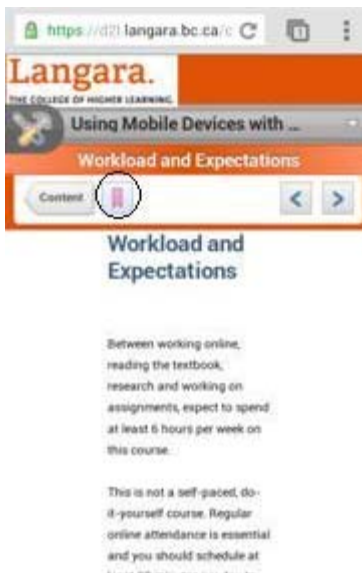 https://d2l.langara.bc.ca/c
1
Langara.
THE COLLEGE OF HIGHER LEARNING.
Using Mobile Devices with ...
Workload and Expectations
Content
Workload and
Expectations
Between working online,
reading the textbook,
research and working on
assignments, expect to spend
at least 6 hours per week on
this course.
This is not a self-paced, do-
it-yourself course. Regular
online attendance is essential
and you should schedule at